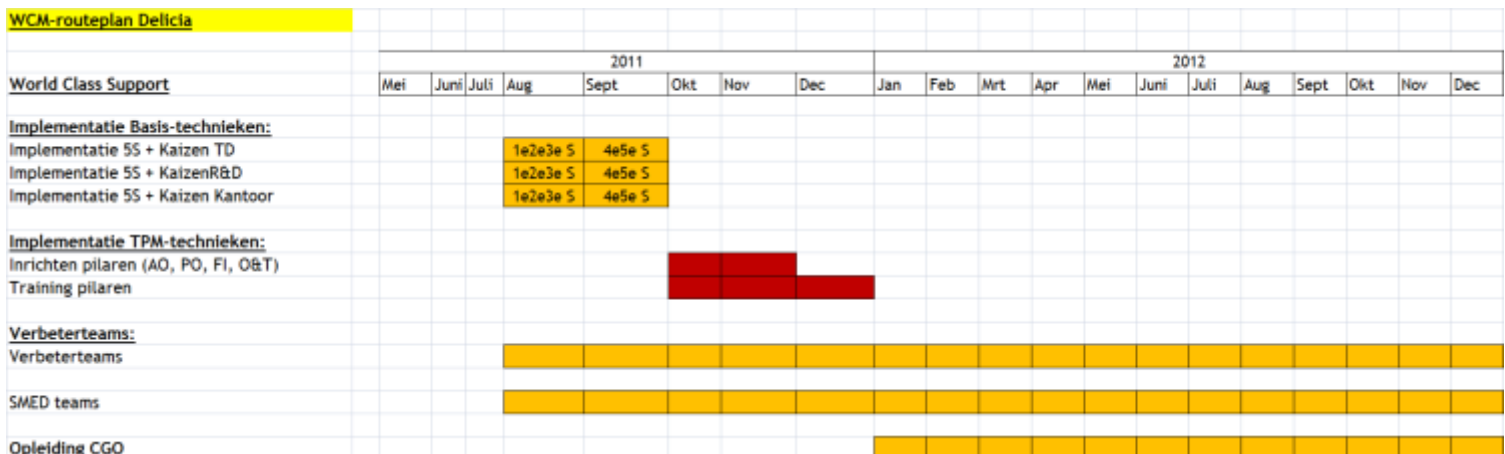 WCM-routeplan Delicia
2011 2012
World Class Support Mei Juni Juli Aug Sept Okt Nov Dec Jan Feb Mrt Apr Mei Juni Juli Aug Sept Okt Nov Dec
Implementatie Basis-technieken:
Implementatie 5S + Kaizen TD 1e2e3e S 4e5e S
Implementatie 5S + KaizenR&D 1e2e3e S 4e5e S
Implementatie 5S + Kaizen Kantoor 1e2e3e S 4e5e S
Implementatie TPM-technieken:
Inrichten pilaren (AO, PO, FI, O&T)
Training pilaren
Verbeterteams:
Verbeterteams
SMED teams
Opleiding CGO